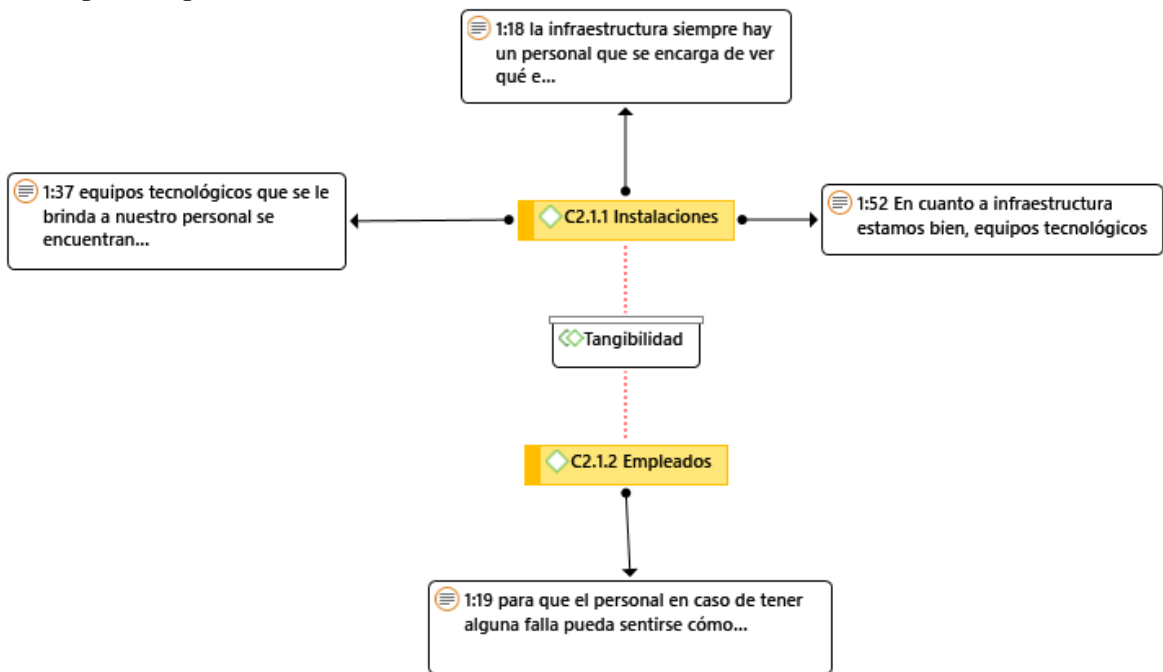 1:18 la infraestructura siempre hay
un personal que se encarga de ver
qué e...
1:37 equipos tecnológicos que se le
brinda a nuestro personal se
encuentran...
C2.1.1 Instalaciones
1:52 En cuanto a infraestructura
estamos bien, equipos tecnológicos
Tangibilidad
C2.1.2 Empleados
1:19 para que el personal en caso de tener
alguna falla pueda sentirse cómo...